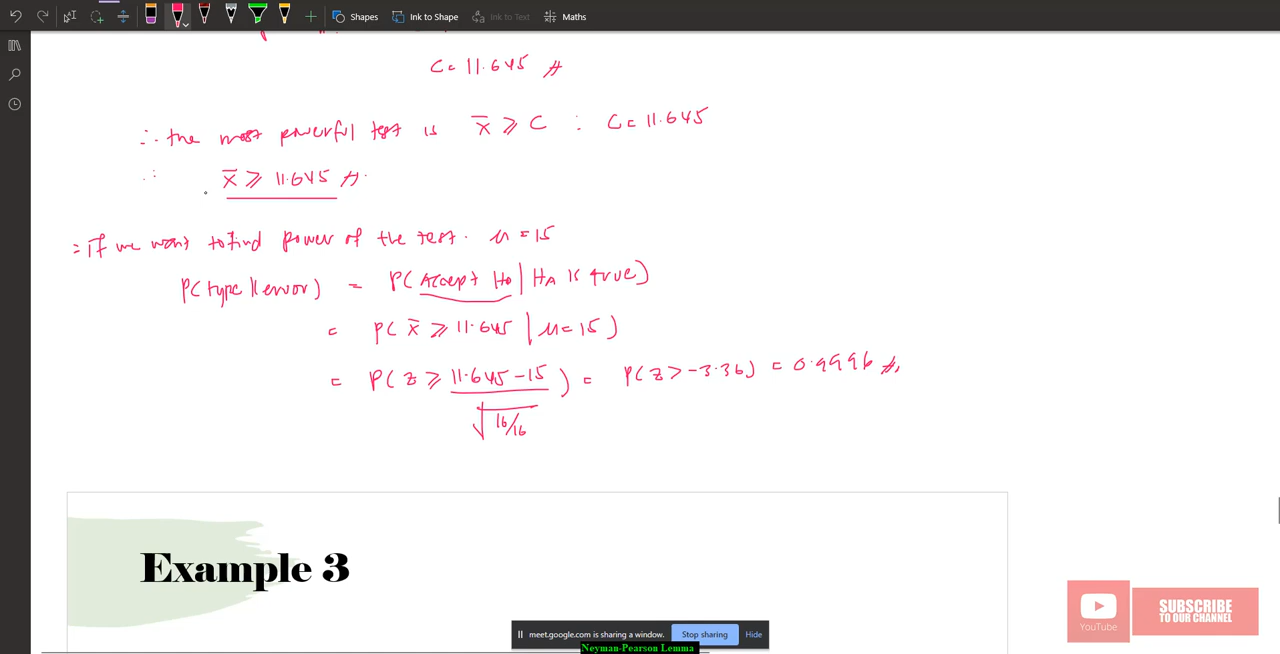 Shapes Ink to Shape Ink to Text Maths
C = 11.645 //
∴ the most powerful test is x̄ ⩾ C : C = 11.645
∴ x̄ ⩾ 11.645 //.
= If we want to find power of the test. μ = 15
P(type II error) = P(Accept H0 | HA is true)
= P( x̄ ⩾ 11.645 | μ = 15 )
= P( z ⩾ 11.645 - 15 / √16/16 ) = P( z > -3.36) = 0.9996 //
Example 3
SUBSCRIBE
TO OUR CHANNEL
YouTube
meet.google.com is sharing a window. Stop sharing Hide
Neyman-Pearson Lemma